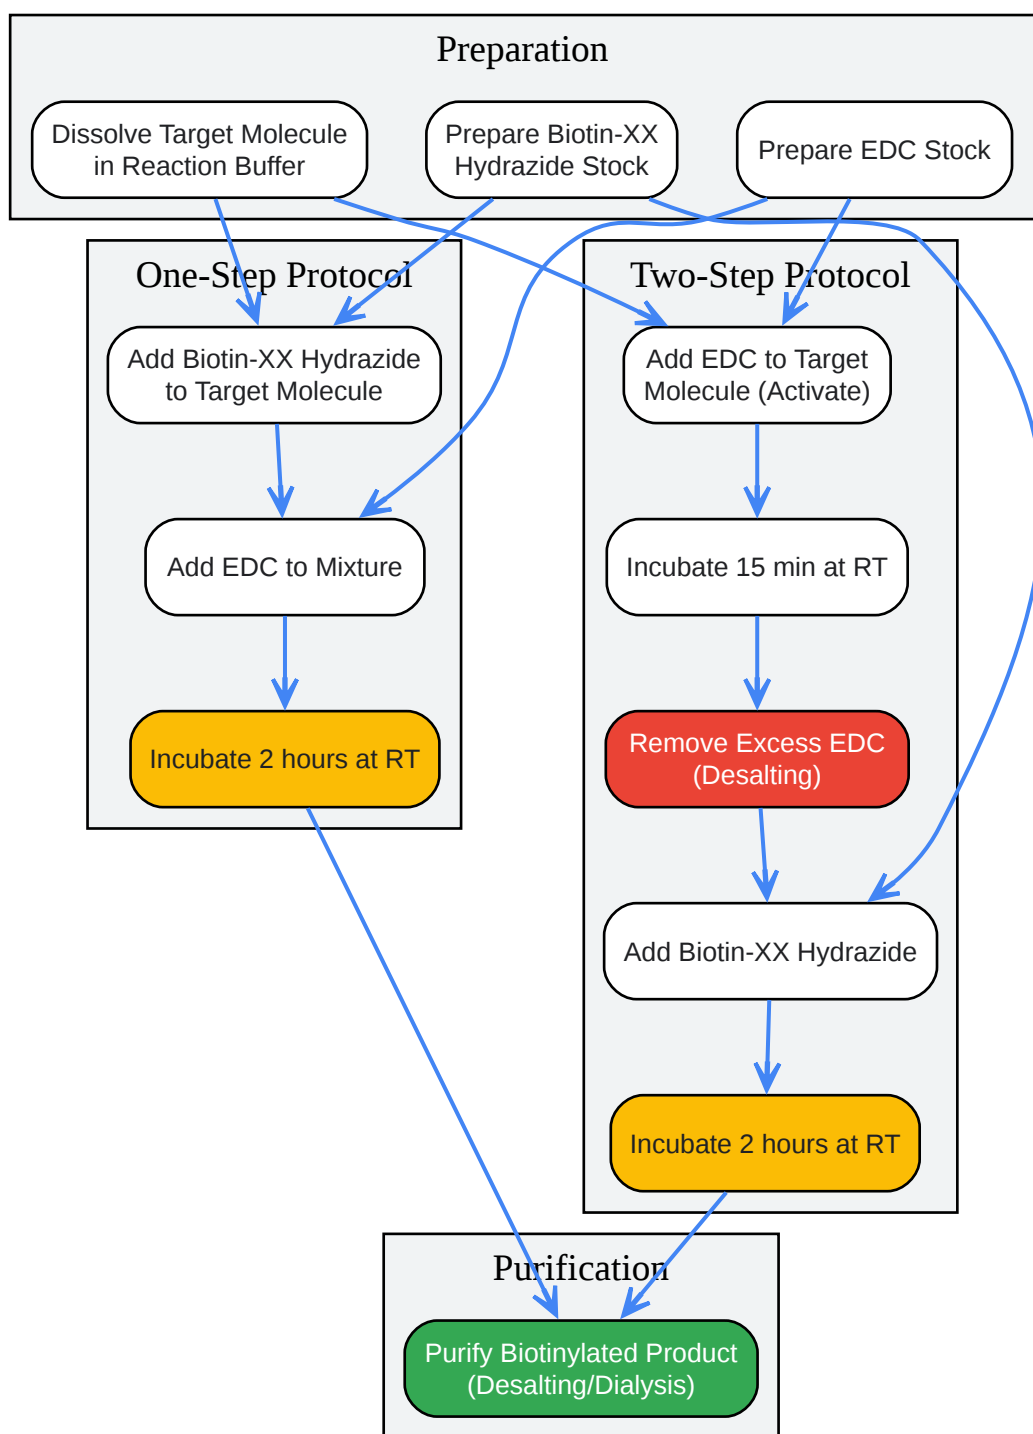 Preparation
Dissolve Target Molecule
in Reaction Buffer
Prepare Biotin-XX
Hydrazide Stock
Prepare EDC Stock
One-Step Protocol
Add Biotin-XX Hydrazide
to Target Molecule
Add EDC to Mixture
Incubate 2 hours at RT
Two-Step Protocol
Add EDC to Target
Molecule (Activate)
Incubate 15 min at RT
Remove Excess EDC
(Desalting)
Add Biotin-XX Hydrazide
Incubate 2 hours at RT
Purification
Purify Biotinylated Product
(Desalting/Dialysis)